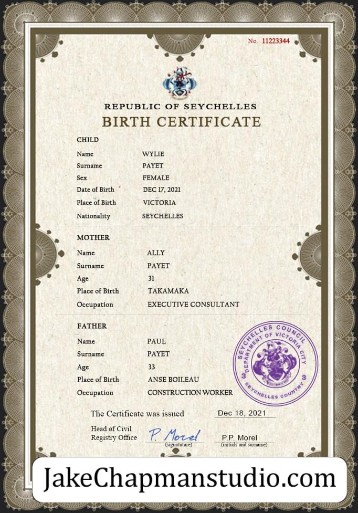 No. 11223344
REPUBLIC OF SEYCHELLES
BIRTH CERTIFICATE
CHILD
Name WYLIE
Surname PAYET
Sex FEMALE
Date of Birth DEC 17, 2021
Place of Birth VICTORIA
Nationality SEYCHELLES
MOTHER
Name ALLY
Surname PAYET
Age 31
Place of Birth TAKAMAKA
Occupation EXECUTIVE CONSULTANT
FATHER
Name PAUL
Surname PAYET
Age 33
Place of Birth ANSE BOILEAU
Occupation CONSTRUCTION WORKER
SEYCHELLES COUNCIL
DEPARTMENT OF VICTORIA CITY
SEYCHELLES COUNTRY
The Certificate was issued Dec 18, 2021
Head of Civil
Registry Office P. Morel P.P. Morel
(signature) (initials and surname)
JakeChapmanstudio.com